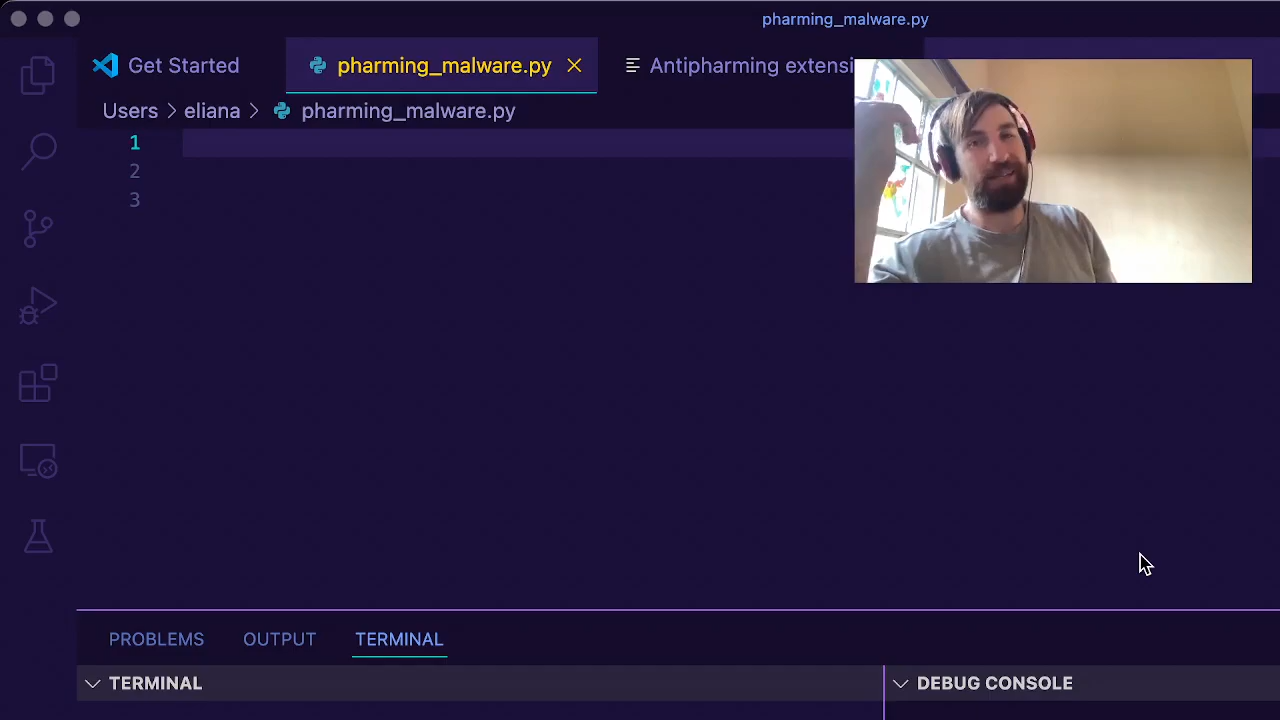 pharming_malware.py
Get Started
pharming_malware.py
Antipharming extensi
Users > eliana > pharming_malware.py
1
2
3
PROBLEMS
OUTPUT
TERMINAL
TERMINAL
DEBUG CONSOLE